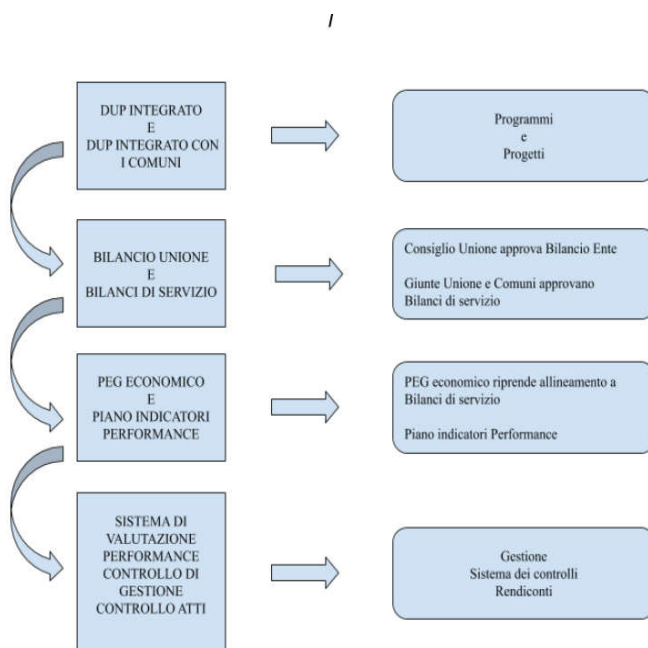 I
DUP INTEGRATO
E
DUP INTEGRATO CON
I COMUNI
Programmi
e
Progetti
BILANCIO UNIONE
E
BILANCI DI SERVIZIO
Consiglio Unione approva Bilancio Ente
Giunte Unione e Comuni approvano
Bilanci di servizio
PEG ECONOMICO
E
PIANO INDICATORI
PERFORMANCE
PEG economico riprende allineamento a
Bilanci di servizio
Piano indicatori Performance
SISTEMA DI
VALUTAZIONE
PERFORMANCE
CONTROLLO DI
GESTIONE
CONTROLLO ATTI
Gestione
Sistema dei controlli
Rendiconti